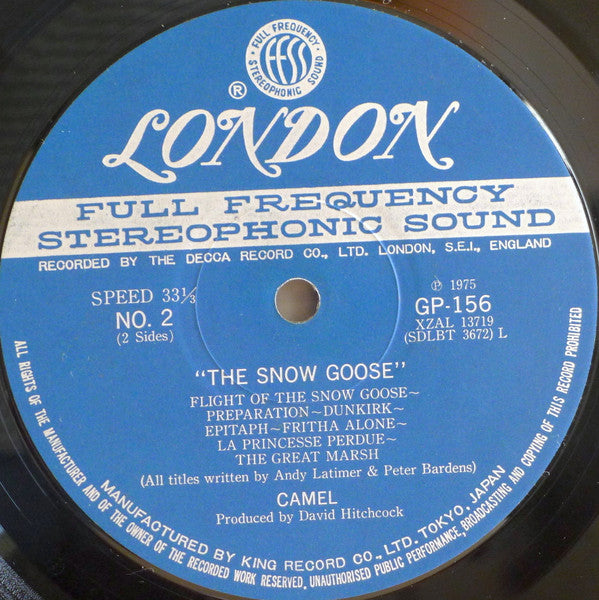 FULL FREQUENCY
STEREOPHONIC SOUND
FFSS
®
LONDON
FULL FREQUENCY
STEREOPHONIC SOUND
RECORDED BY THE DECCA RECORD CO., LTD. LONDON, S.E.I., ENGLAND
SPEED 33⅓
NO. 2
(2 Sides)
Ⓟ 1975
GP-156
XZAL 13719
(SDLBT 3672) L
"THE SNOW GOOSE"
FLIGHT OF THE SNOW GOOSE~
PREPARATION~DUNKIRK~
EPITAPH~FRITHA ALONE~
LA PRINCESSE PERDUE~
THE GREAT MARSH
(All titles written by Andy Latimer & Peter Bardens)
CAMEL
Produced by David Hitchcock
MANUFACTURED BY KING RECORD CO., LTD. TOKYO, JAPAN
ALL RIGHTS OF THE MANUFACTURER AND OF THE OWNER OF THE RECORDED WORK RESERVED. UNAUTHORISED PUBLIC PERFORMANCE, BROADCASTING AND COPYING OF THIS RECORD PROHIBITED